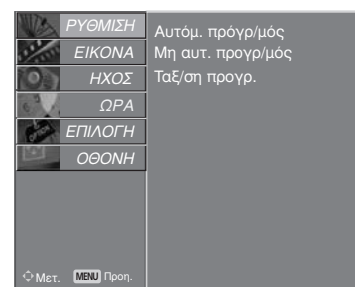 ΡΥΘΜΙΣΗ
ΕΙΚΟΝΑ
ΗΧΟΣ
ΩΡΑ
ΕΠΙΛΟΓΗ
ΟΘΟΝΗ
Αυτόμ. πρόγρ/μός
Μη αυτ. προγρ/μός
Ταξ/ση προγρ.
Μετ. MENU Προη.